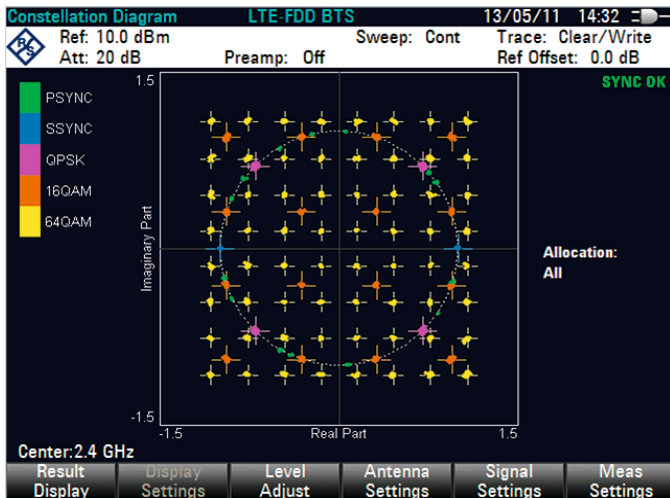 Constellation Diagram LTE-FDD BTS 13/05/11 14:32
R&S Ref: 10.0 dBm Sweep: Cont Trace: Clear/Write
Att: 20 dB Preamp: Off Ref Offset: 0.0 dB
SYNC OK
1.5
PSYNC
SSYNC
QPSK
16QAM
64QAM
Imaginary Part
Allocation:
All
-1.5
-1.5 Real Part 1.5
Center:2.4 GHz
Result Display
Display Settings
Level Adjust
Antenna Settings
Signal Settings
Meas Settings